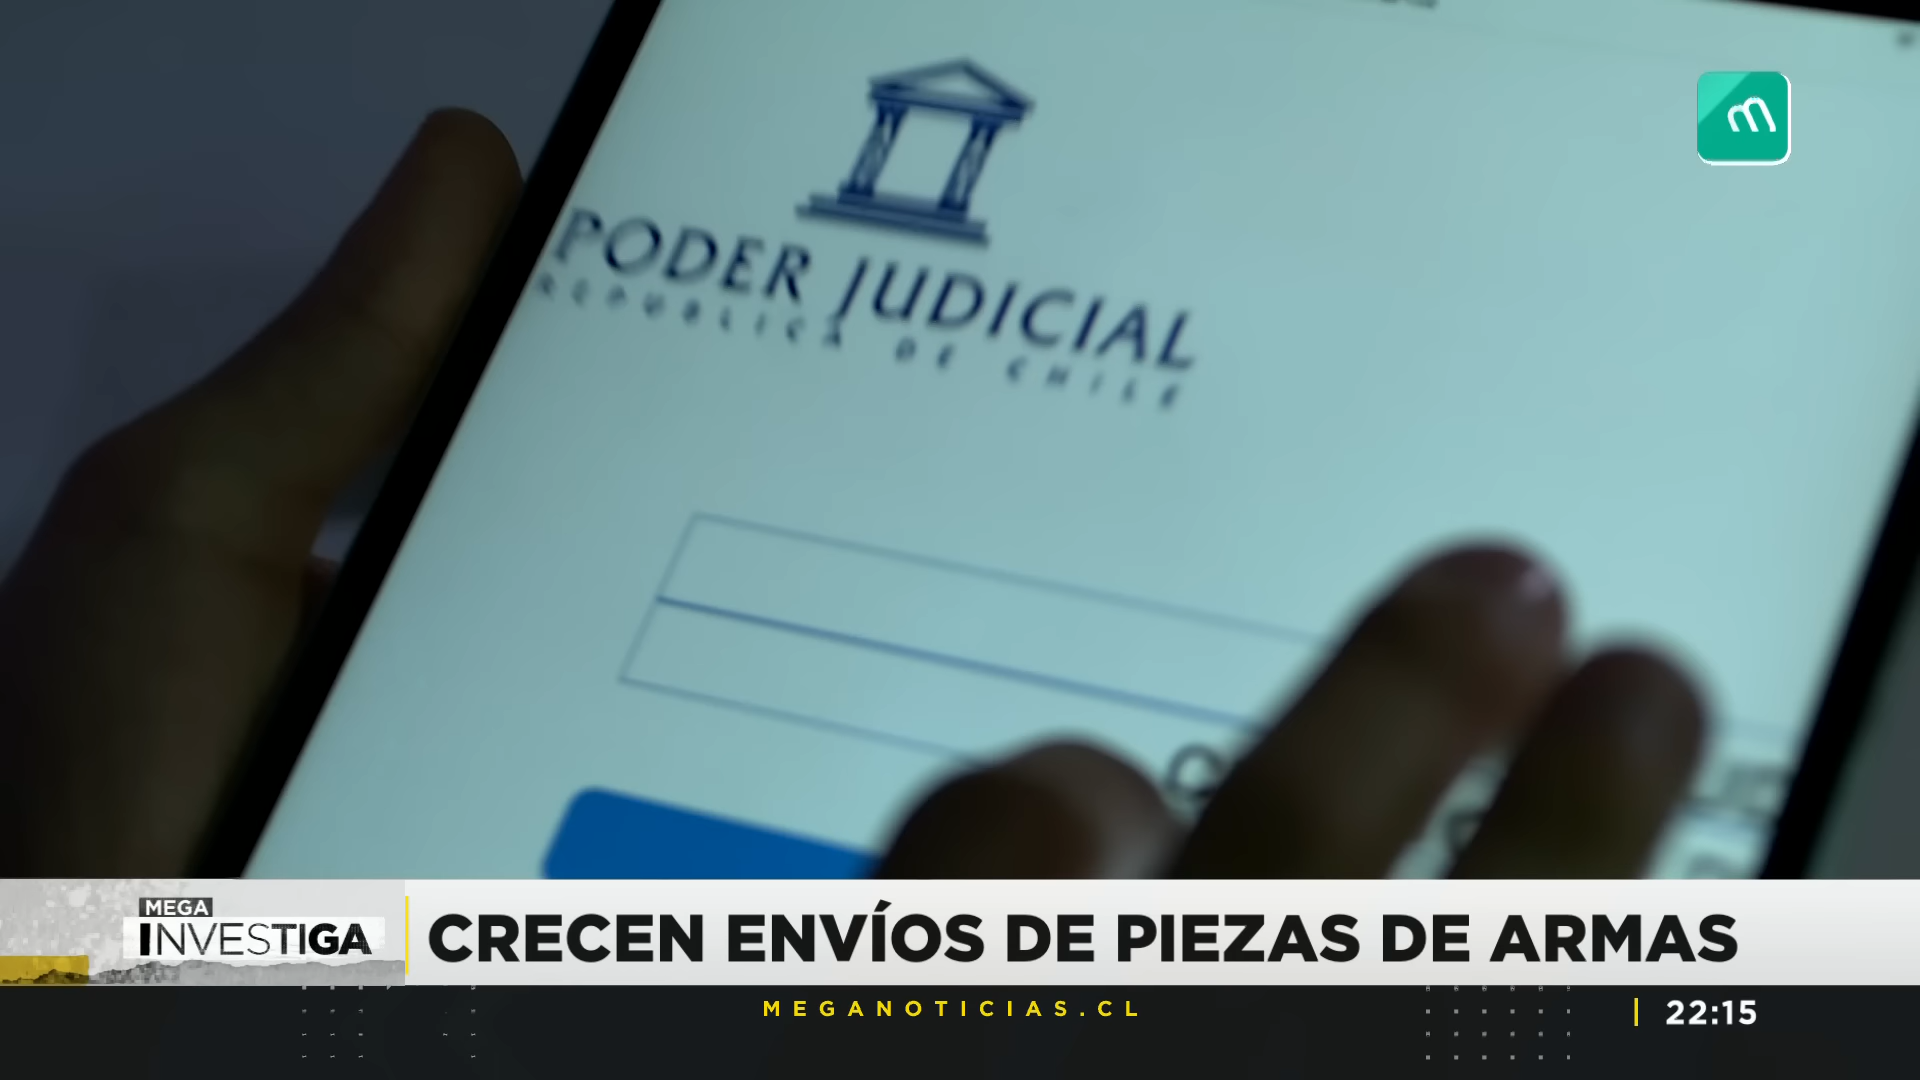 m
PODER JUDICIAL
REPUBLICA DE CHILE
MEGA
INVESTIGA
CRECEN ENVÍOS DE PIEZAS DE ARMAS
MEGANOTICIAS.CL
22:15